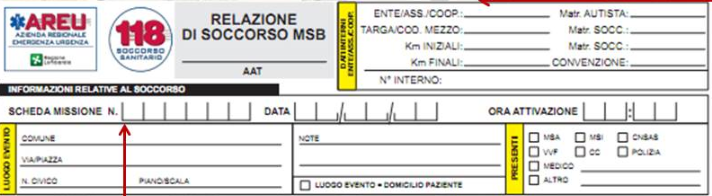 AREU
AZIENDA REGIONALE
EMERGENZA URGENZA
Regione
Lombardia
118
SOCCORSO
SANITARIO
RELAZIONE
DI SOCCORSO MSB
AAT
DATI INTERNI
ENTE/ASS./COOP.
ENTE/ASS./COOP.: Matr. AUTISTA:
TARGA/COD. MEZZO: Matr. SOCC.:
Km INIZIALI: Matr. SOCC.:
Km FINALI: CONVENZIONE:
N° INTERNO:
INFORMAZIONI RELATIVE AL SOCCORSO
SCHEDA MISSIONE N. DATA / / ORA ATTIVAZIONE :
LUOGO EVENTO
COMUNE
VIA/PIAZZA
N. CIVICO PIANO/SCALA
NOTE
LUOGO EVENTO = DOMICILIO PAZIENTE
PRESENTI
MSA MSI CNSAS
VVF CC POLIZIA
MEDICO
ALTRO